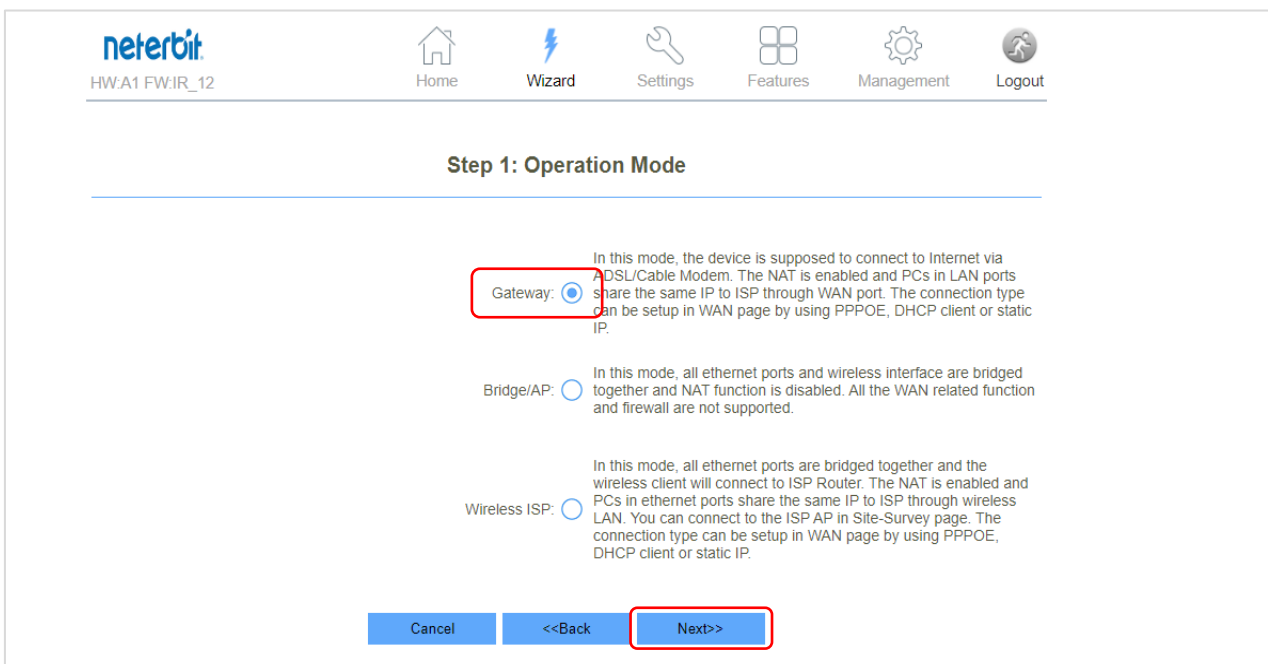 neterbit.
HW:A1 FW:IR_12
Home
Wizard
Settings
Features
Management
Logout
Step 1: Operation Mode
Gateway:
In this mode, the device is supposed to connect to Internet via
ADSL/Cable Modem. The NAT is enabled and PCs in LAN ports
share the same IP to ISP through WAN port. The connection type
can be setup in WAN page by using PPPOE, DHCP client or static
IP.
Bridge/AP:
In this mode, all ethernet ports and wireless interface are bridged
together and NAT function is disabled. All the WAN related function
and firewall are not supported.
Wireless ISP:
In this mode, all ethernet ports are bridged together and the
wireless client will connect to ISP Router. The NAT is enabled and
PCs in ethernet ports share the same IP to ISP through wireless
LAN. You can connect to the ISP AP in Site-Survey page. The
connection type can be setup in WAN page by using PPPOE,
DHCP client or static IP.
Cancel
<<Back
Next>>